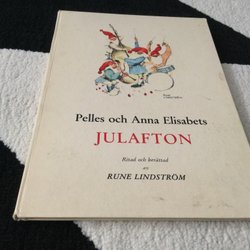 Pelles och Anna Elisabets
JULAFTON
Ritad och berättad
av
RUNE LINDSTRÖM